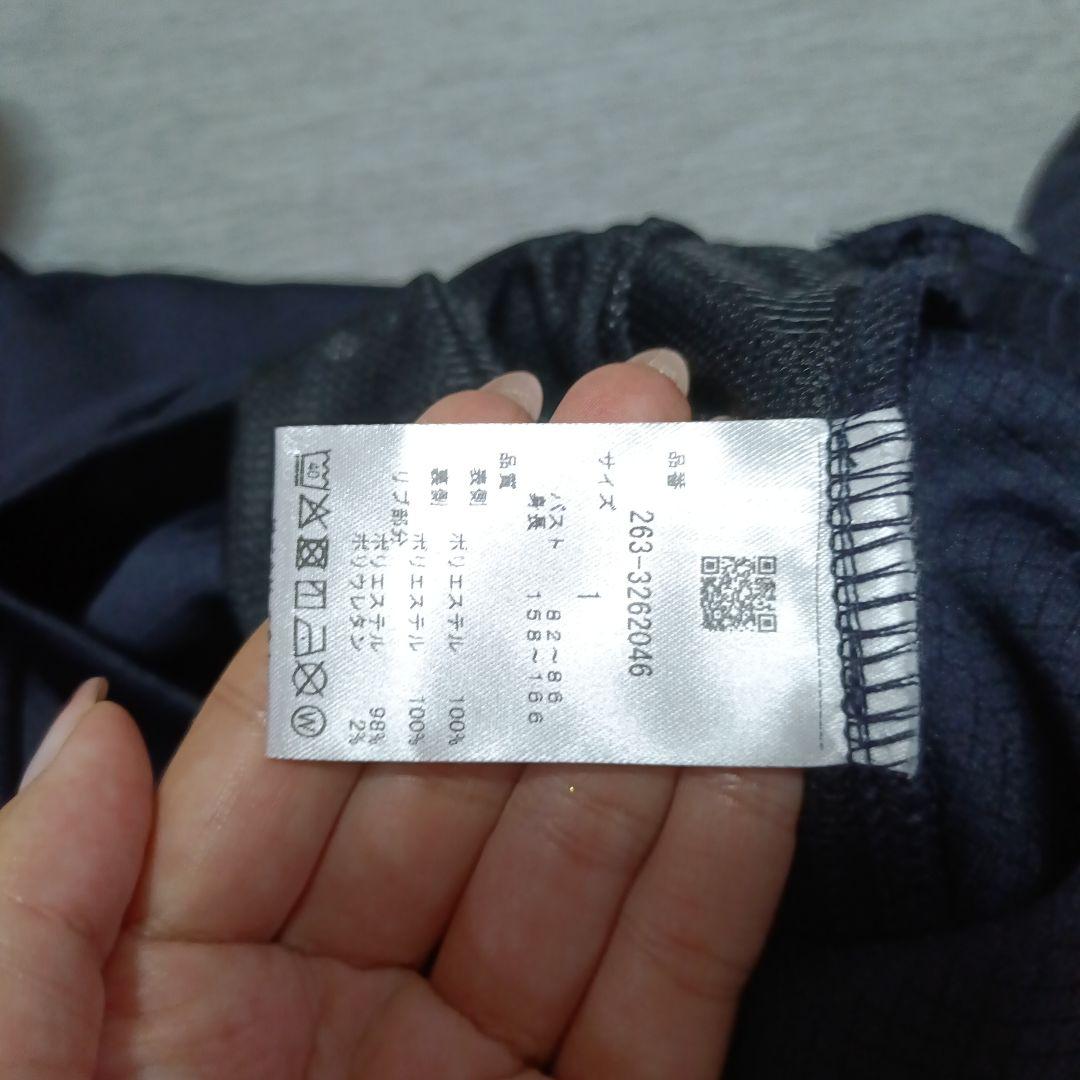 品番
263-3262046
サイズ
1
バスト 82~86
身長 158~166
品質
表側 ポリエステル 100%
裏側 ポリエステル 100%
リブ部分
ポリエステル 98%
ポリウレタン 2%
40
W